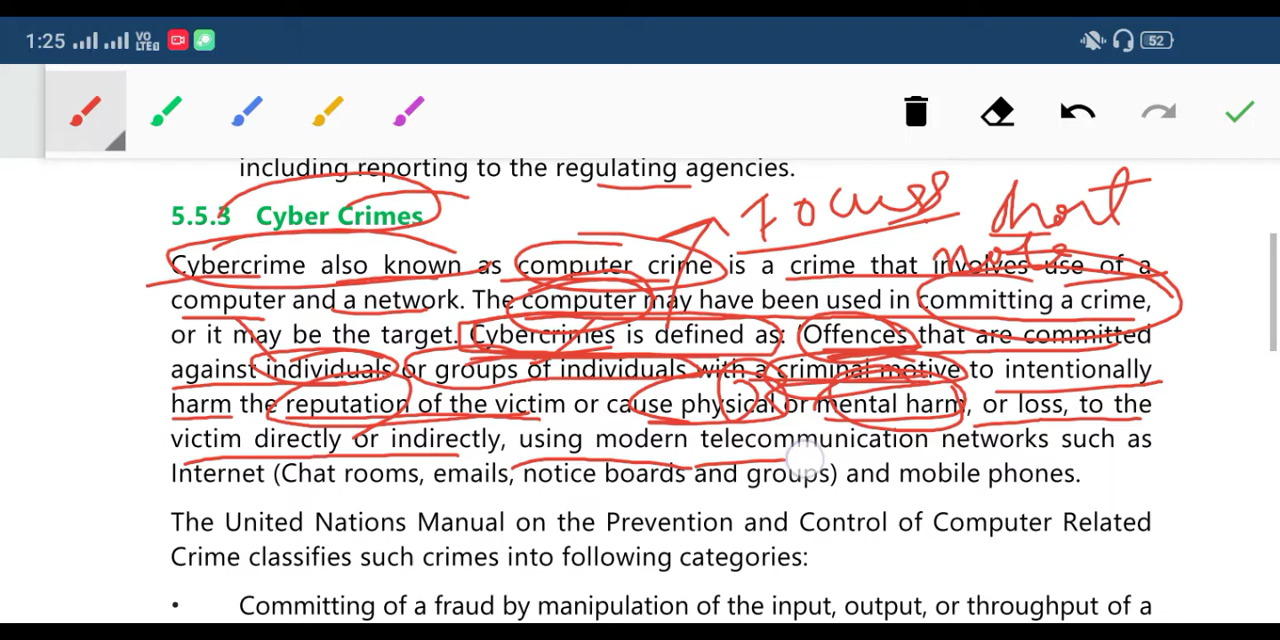 1:25 VO LTE 52
including reporting to the regulating agencies.
Focus short note
5.5.3 Cyber Crimes
Cybercrime also known as computer crime is a crime that involves use of a
computer and a network. The computer may have been used in committing a crime,
or it may be the target. Cybercrimes is defined as: 'Offences that are committed
against individuals or groups of individuals with a criminal motive to intentionally
harm the reputation of the victim or cause physical or mental harm, or loss, to the
victim directly or indirectly, using modern telecommunication networks such as
Internet (Chat rooms, emails, notice boards and groups) and mobile phones.
The United Nations Manual on the Prevention and Control of Computer Related
Crime classifies such crimes into following categories:
• Committing of a fraud by manipulation of the input, output, or throughput of a